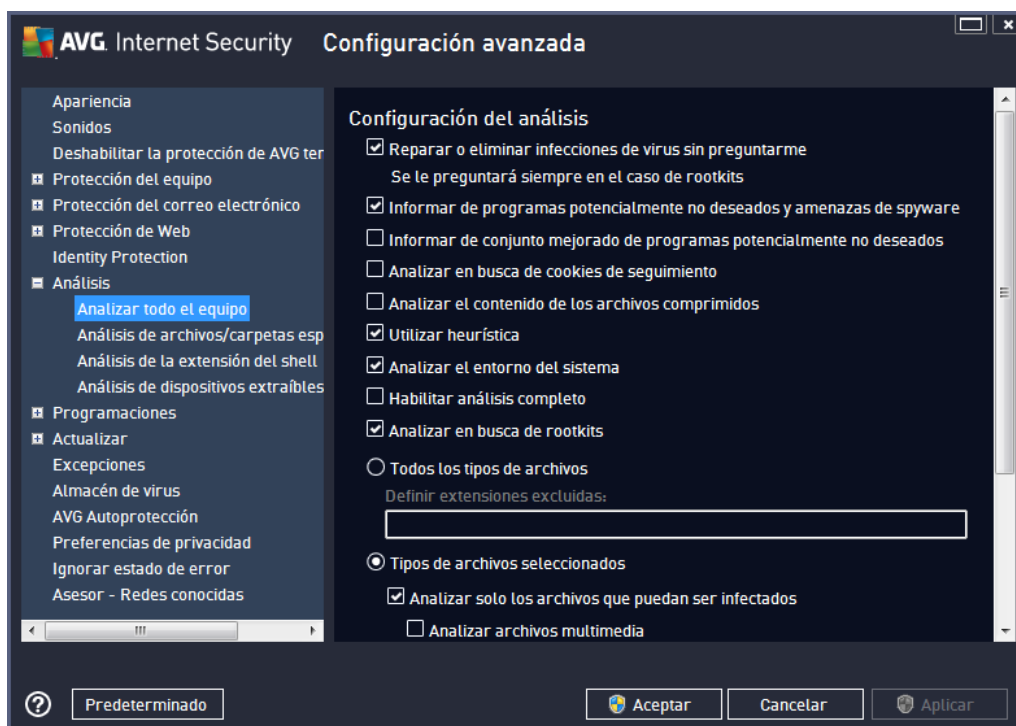 AVG. Internet Security
Configuración avanzada
Apariencia
Sonidos
Deshabilitar la protección de AVG ter
Protección del equipo
Protección del correo electrónico
Protección de Web
Identity Protection
Análisis
Analizar todo el equipo
Análisis de archivos/carpetas esp
Análisis de la extensión del shell
Análisis de dispositivos extraíbles
Programaciones
Actualizar
Excepciones
Almacén de virus
AVG Autoprotección
Preferencias de privacidad
Ignorar estado de error
Asesor - Redes conocidas
Configuración del análisis
Reparar o eliminar infecciones de virus sin preguntarme
Se le preguntará siempre en el caso de rootkits
Informar de programas potencialmente no deseados y amenazas de spyware
Informar de conjunto mejorado de programas potencialmente no deseados
Analizar en busca de cookies de seguimiento
Analizar el contenido de los archivos comprimidos
Utilizar heurística
Analizar el entorno del sistema
Habilitar análisis completo
Analizar en busca de rootkits
Todos los tipos de archivos
Definir extensiones excluidas:
Tipos de archivos seleccionados
Analizar solo los archivos que puedan ser infectados
Analizar archivos multimedia
Predeterminado
Aceptar
Cancelar
Aplicar